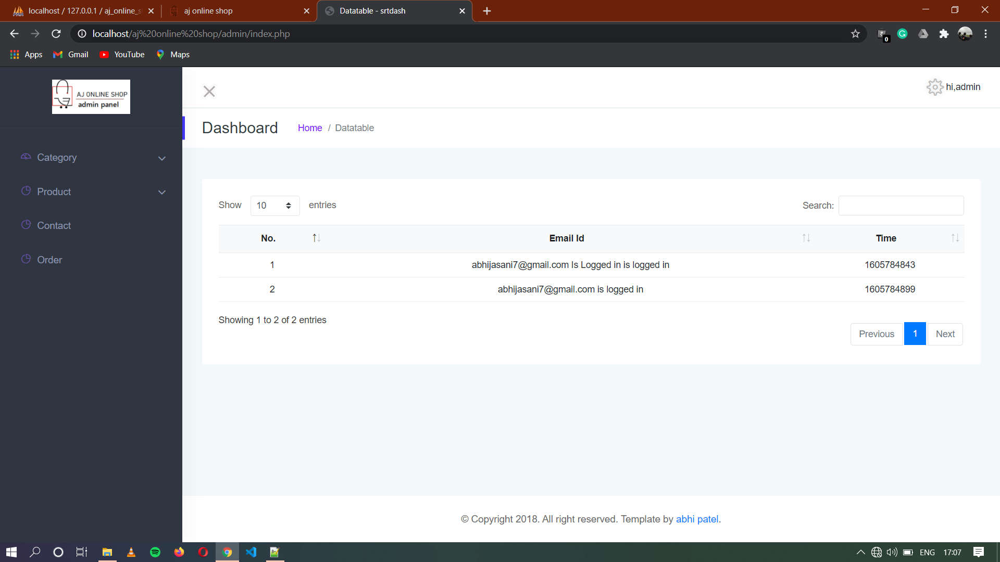 localhost / 127.0.0.1 / aj_online_s
aj online shop
Datatable - srtdash
localhost/aj%20online%20shop/admin/index.php
0
Apps
Gmail
YouTube
Maps
AJ ONLINE SHOP
admin panel
hi,admin
Dashboard
Home / Datatable
Category
Product
Contact
Order
Show 10 entries
Search:
No. Email Id Time
1 abhijasani7@gmail.com Is Logged in is logged in 1605784843
2 abhijasani7@gmail.com is logged in 1605784899
Showing 1 to 2 of 2 entries
Previous 1 Next
© Copyright 2018. All right reserved. Template by abhi patel.
ENG 17:07